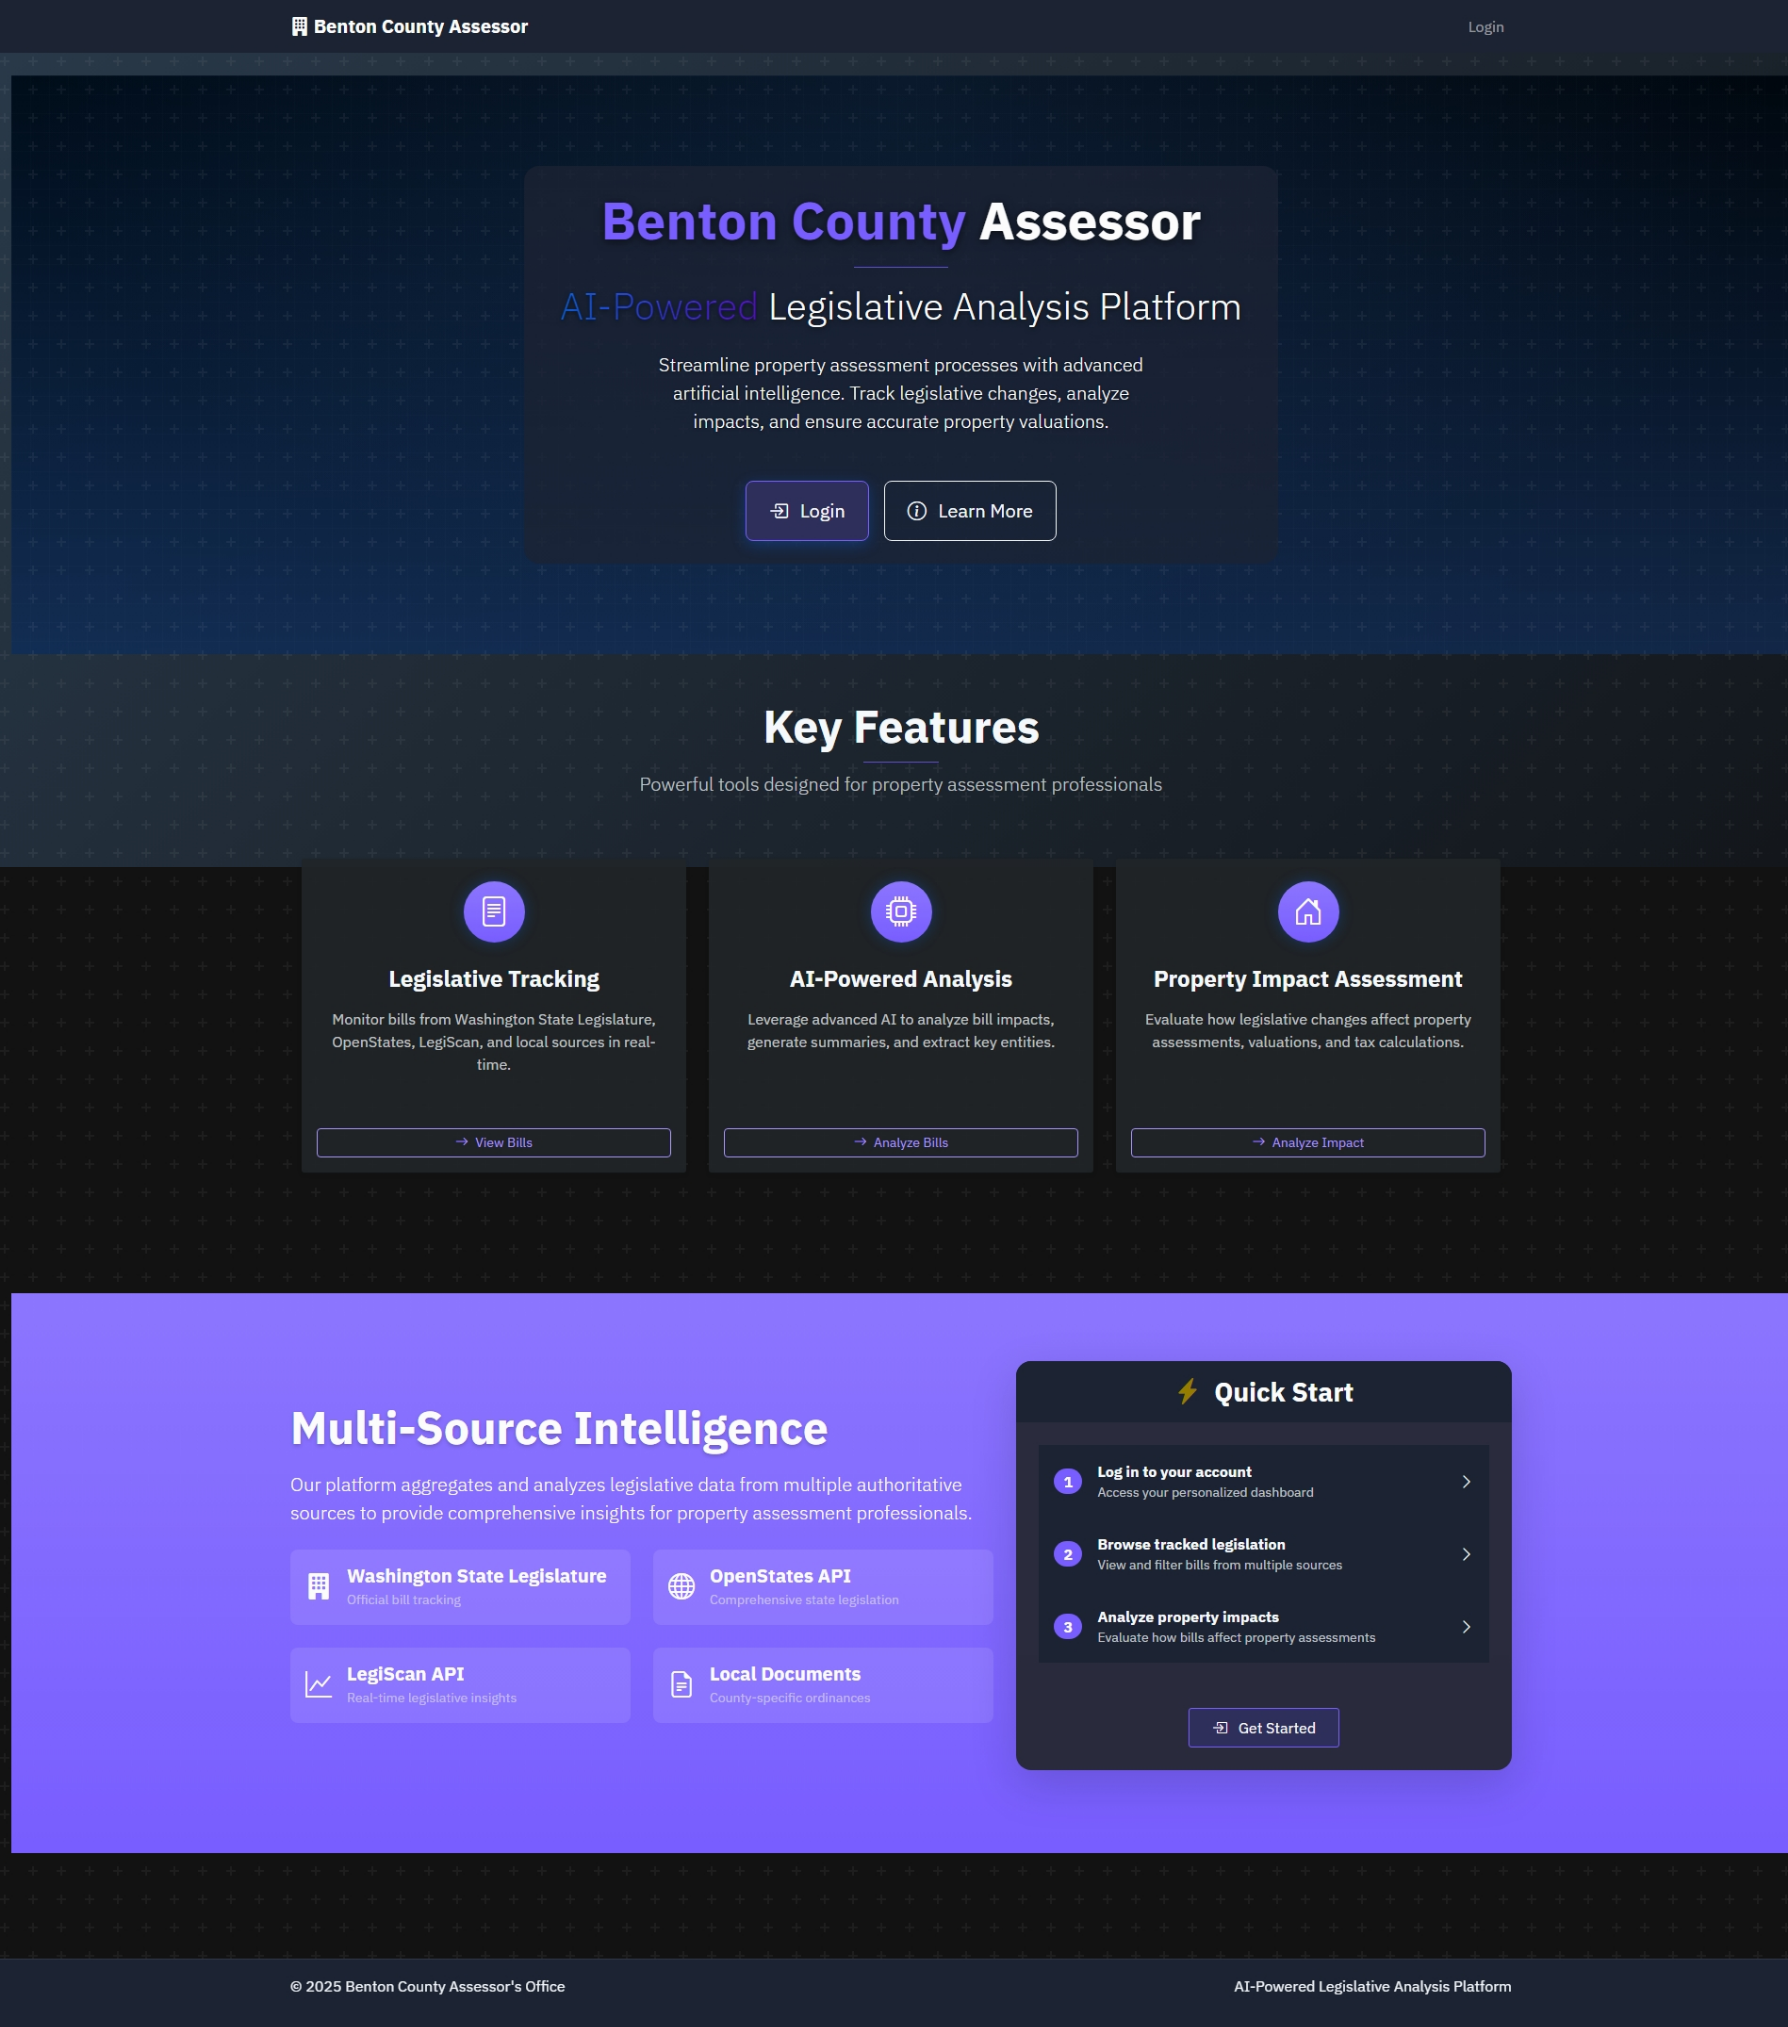 Benton County Assessor
Login
Benton County Assessor
AI-Powered Legislative Analysis Platform
Streamline property assessment processes with advanced
artificial intelligence. Track legislative changes, analyze
impacts, and ensure accurate property valuations.
Login
Learn More
Key Features
Powerful tools designed for property assessment professionals
Legislative Tracking
Monitor bills from Washington State Legislature,
OpenStates, LegiScan, and local sources in real-
time.
View Bills
AI-Powered Analysis
Leverage advanced AI to analyze bill impacts,
generate summaries, and extract key entities.
Analyze Bills
Property Impact Assessment
Evaluate how legislative changes affect property
assessments, valuations, and tax calculations.
Analyze Impact
Multi-Source Intelligence
Our platform aggregates and analyzes legislative data from multiple authoritative
sources to provide comprehensive insights for property assessment professionals.
Washington State Legislature
Official bill tracking
OpenStates API
Comprehensive state legislation
LegiScan API
Real-time legislative insights
Local Documents
County-specific ordinances
Quick Start
1
Log in to your account
Access your personalized dashboard
2
Browse tracked legislation
View and filter bills from multiple sources
3
Analyze property impacts
Evaluate how bills affect property assessments
Get Started
© 2025 Benton County Assessor's Office
AI-Powered Legislative Analysis Platform